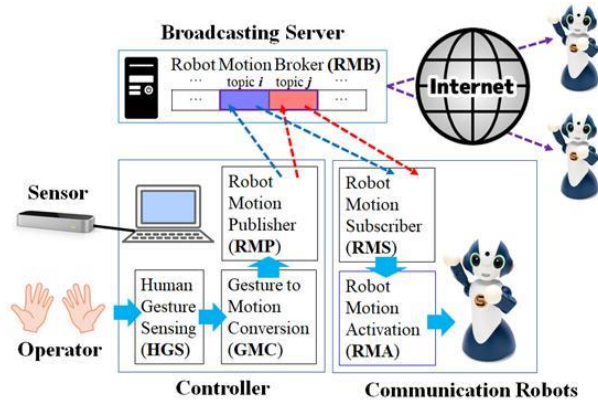 Broadcasting Server
Robot Motion Broker (RMB)
... topic i topic j ...
Internet
Sensor
Robot
Motion
Publisher
(RMP)
Robot
Motion
Subscriber
(RMS)
Human
Gesture
Sensing
(HGS)
Gesture to
Motion
Conversion
(GMC)
Robot
Motion
Activation
(RMA)
Operator
Controller
Communication Robots